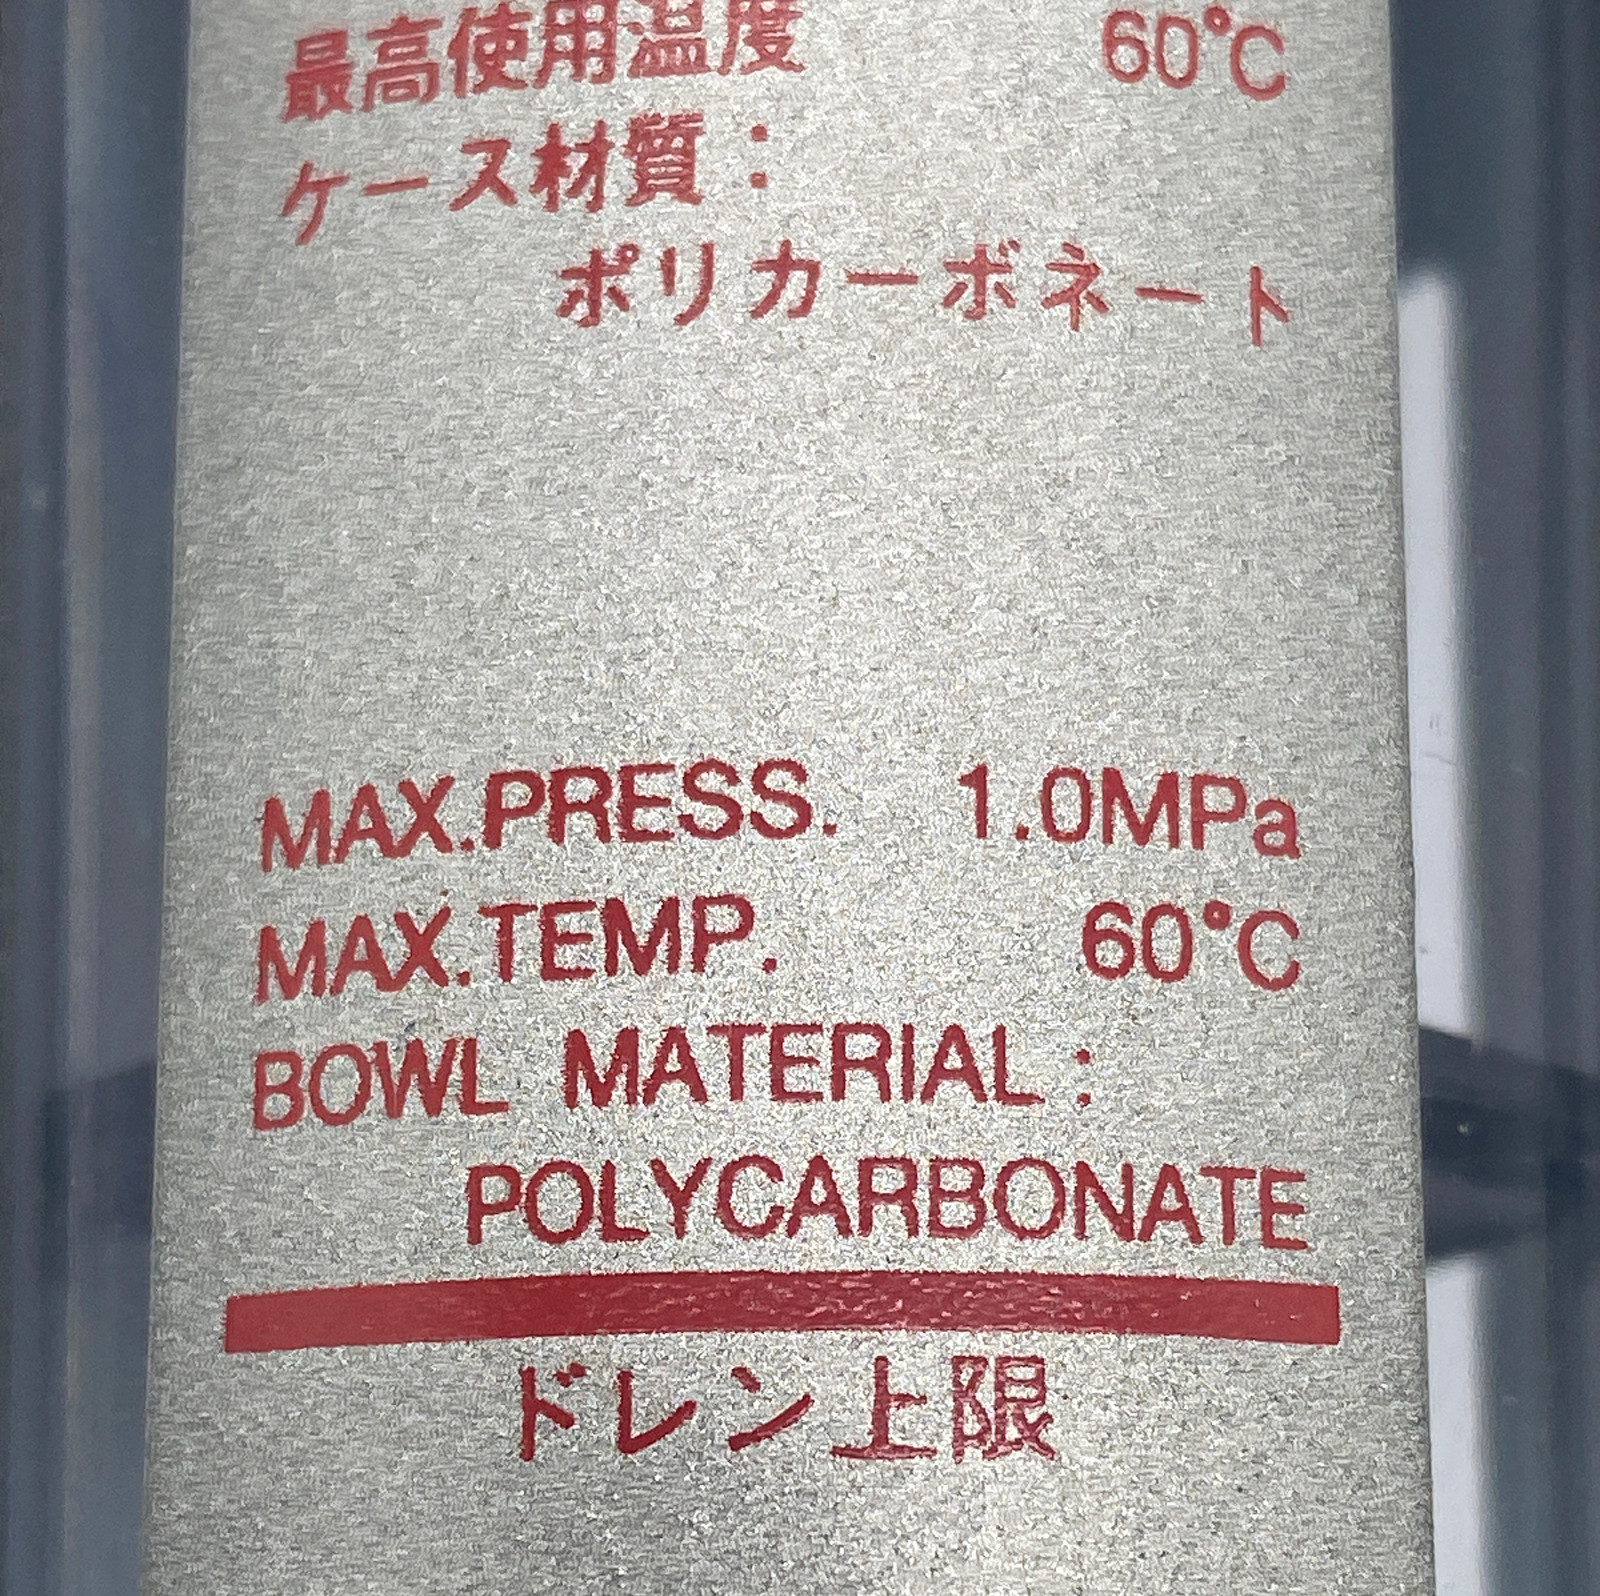 最高使用温度 60℃
ケース材質：
ポリカーボネート
MAX.PRESS. 1.0MPa
MAX.TEMP. 60℃
BOWL MATERIAL:
POLYCARBONATE
ドレン上限